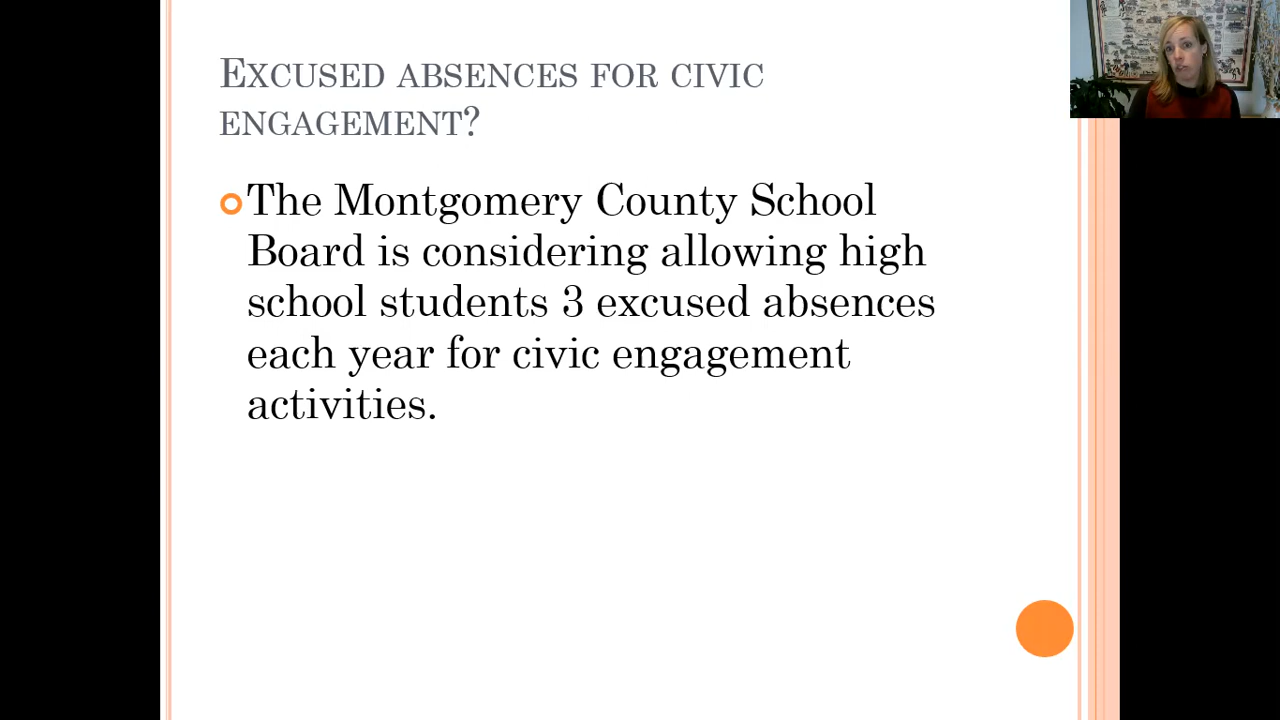 Excused absences for civic
engagement?
The Montgomery County School
Board is considering allowing high
school students 3 excused absences
each year for civic engagement
activities.